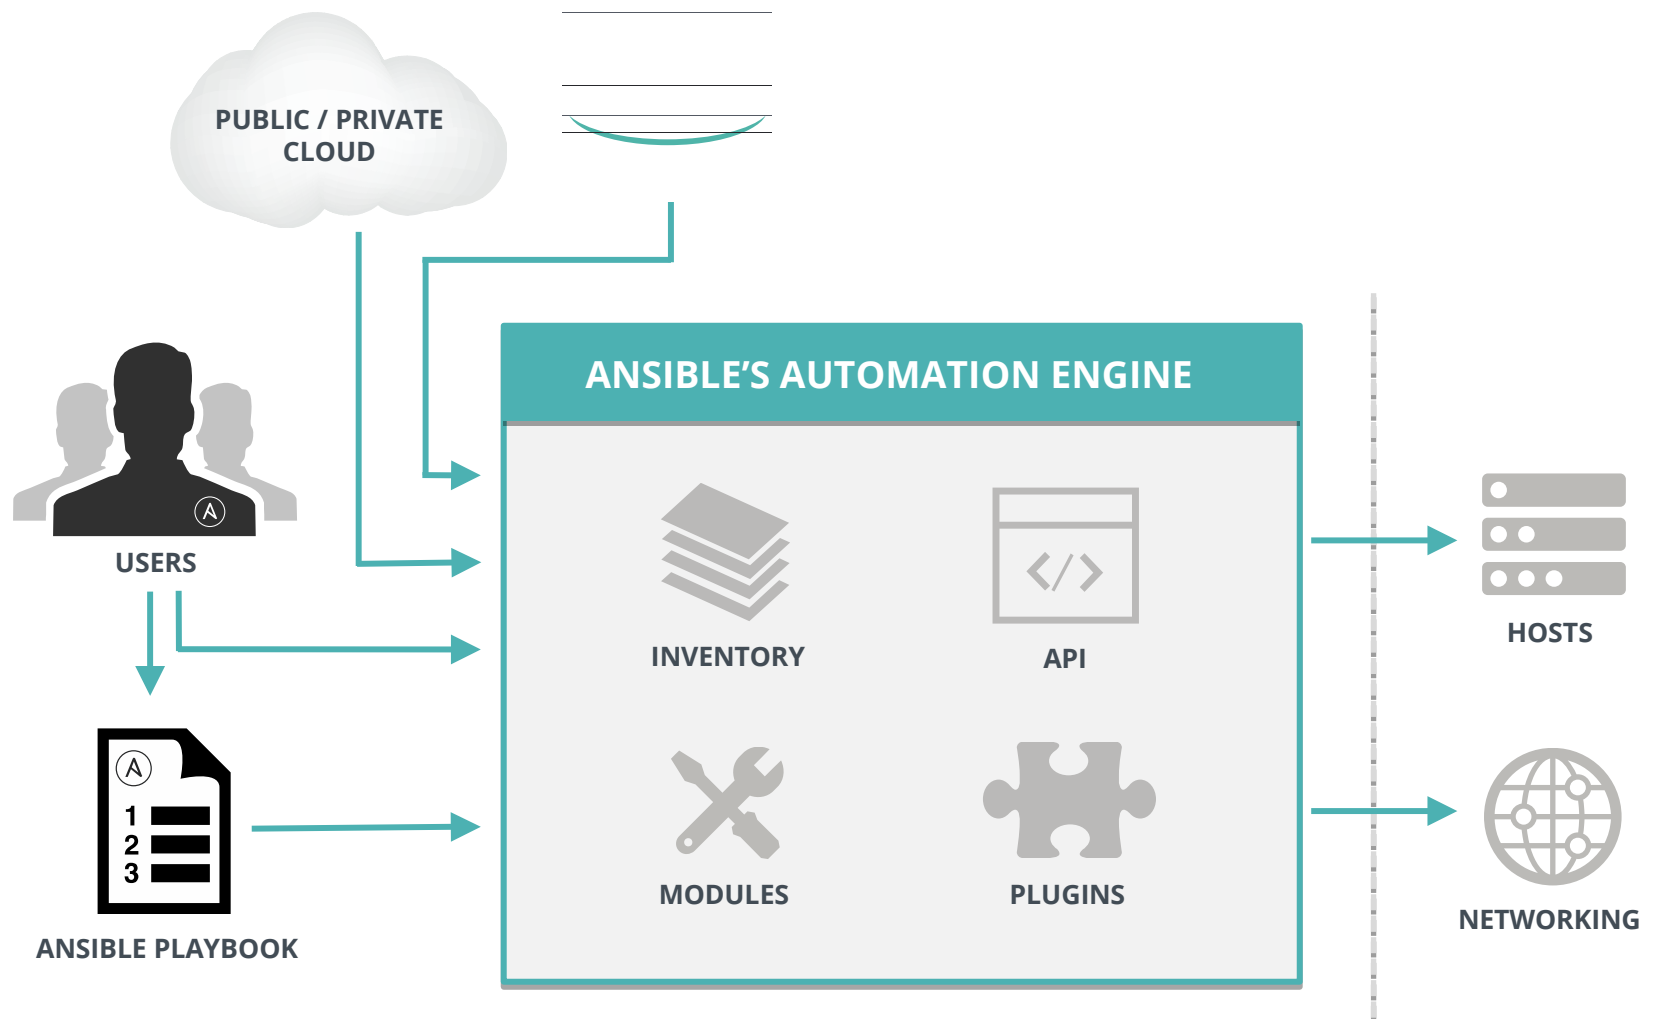 PUBLIC / PRIVATE
CLOUD
ANSIBLE’S AUTOMATION ENGINE
USERS
INVENTORY
API
HOSTS
1
2
3
MODULES
PLUGINS
NETWORKING
ANSIBLE PLAYBOOK